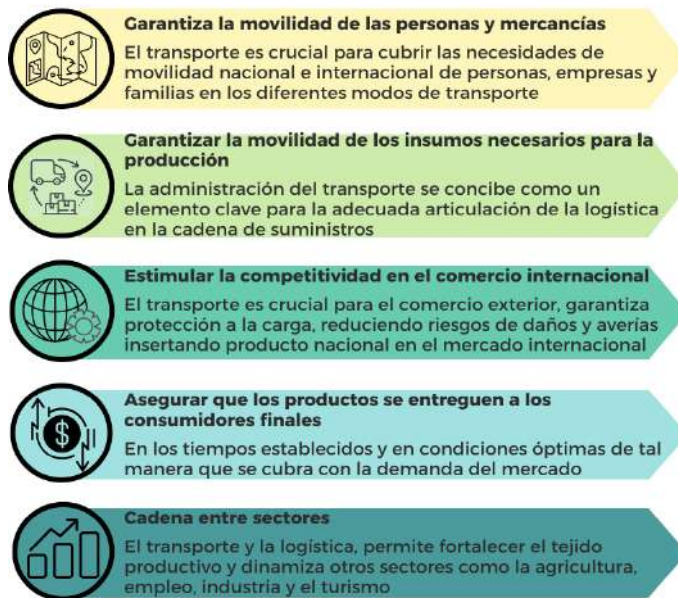 Garantiza la movilidad de las personas y mercancías
El transporte es crucial para cubrir las necesidades de
movilidad nacional e internacional de personas, empresas y
familias en los diferentes modos de transporte
Garantizar la movilidad de los insumos necesarios para la
producción
La administración del transporte se concibe como un
elemento clave para la adecuada articulación de la logística
en la cadena de suministros
Estimular la competitividad en el comercio internacional
El transporte es crucial para el comercio exterior, garantiza
protección a la carga, reduciendo riesgos de daños y averías
insertando producto nacional en el mercado internacional
Asegurar que los productos se entreguen a los
consumidores finales
En los tiempos establecidos y en condiciones óptimas de tal
manera que se cubra con la demanda del mercado
$
Cadena entre sectores
El transporte y la logística, permite fortalecer el tejido
productivo y dinamiza otros sectores como la agricultura,
empleo, industria y el turismo